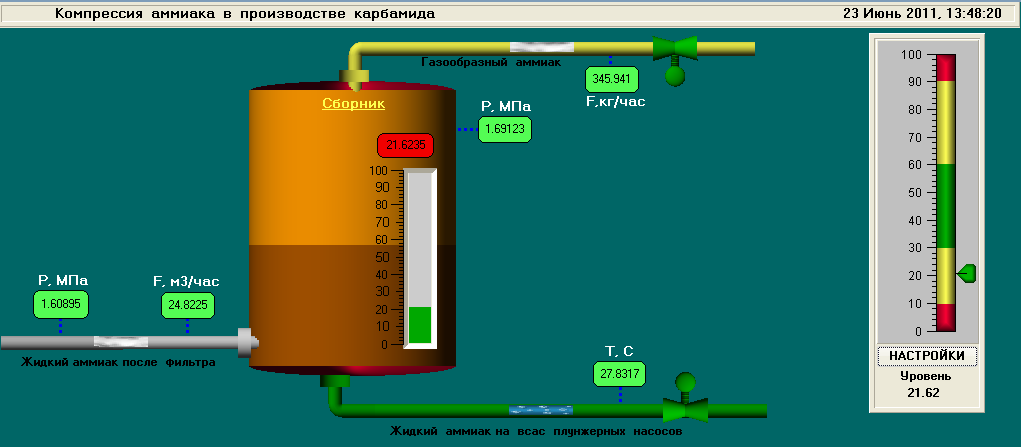 Компрессия аммиака в производстве карбамида
23 Июнь 2011, 13:48:20
Газообразный аммиак
345.941
F,кг/час
Сборник
P, МПа
1.69123
21.6235
100
90
80
70
60
50
40
30
20
10
0
P, МПа
1.60895
F, м3/час
24.8225
Жидкий аммиак после фильтра
T, C
27.8317
Жидкий аммиак на всас плунжерных насосов
100
90
80
70
60
50
40
30
20
10
0
НАСТРОЙКИ
Уровень
21.62